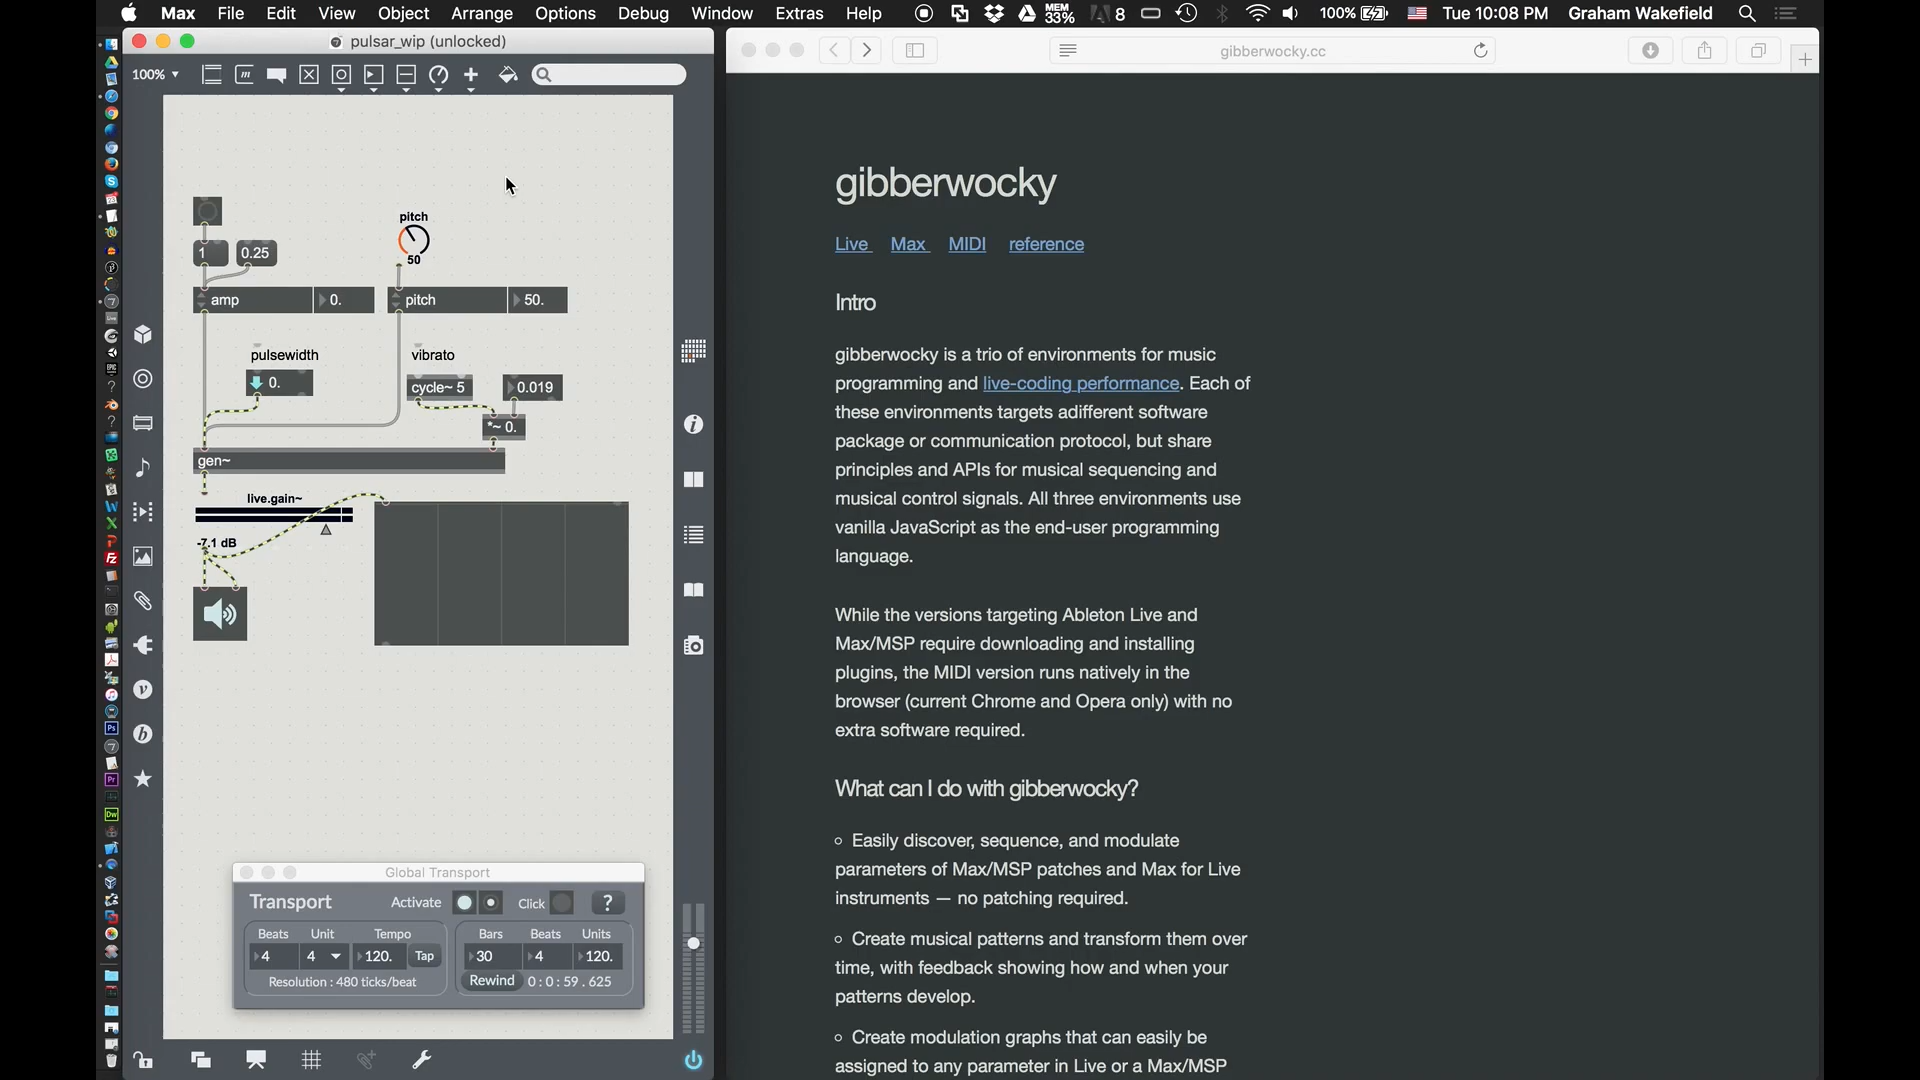 Max File Edit View Object Arrange Options Debug Window Extras Help MEM 33% 8 100% Tue 10:08 PM Graham Wakefield
pulsar_wip (unlocked)
100%
pitch
50
1 0.25
amp 0. pitch 50.
pulsewidth vibrato
0. cycle~ 5 0.019
*~ 0.
gen~
live.gain~
-7.1 dB
Global Transport
Transport Activate Click ?
Beats Unit Tempo Bars Beats Units
4 4 120. Tap 30 4 120.
Resolution : 480 ticks/beat Rewind 0 : 0 : 59 . 625
gibberwocky.cc
gibberwocky
Live Max MIDI reference
Intro
gibberwocky is a trio of environments for music
programming and live-coding performance. Each of
these environments targets adifferent software
package or communication protocol, but share
principles and APIs for musical sequencing and
musical control signals. All three environments use
vanilla JavaScript as the end-user programming
language.
While the versions targeting Ableton Live and
Max/MSP require downloading and installing
plugins, the MIDI version runs natively in the
browser (current Chrome and Opera only) with no
extra software required.
What can I do with gibberwocky?
Easily discover, sequence, and modulate
parameters of Max/MSP patches and Max for Live
instruments — no patching required.
Create musical patterns and transform them over
time, with feedback showing how and when your
patterns develop.
Create modulation graphs that can easily be
assigned to any parameter in Live or a Max/MSP